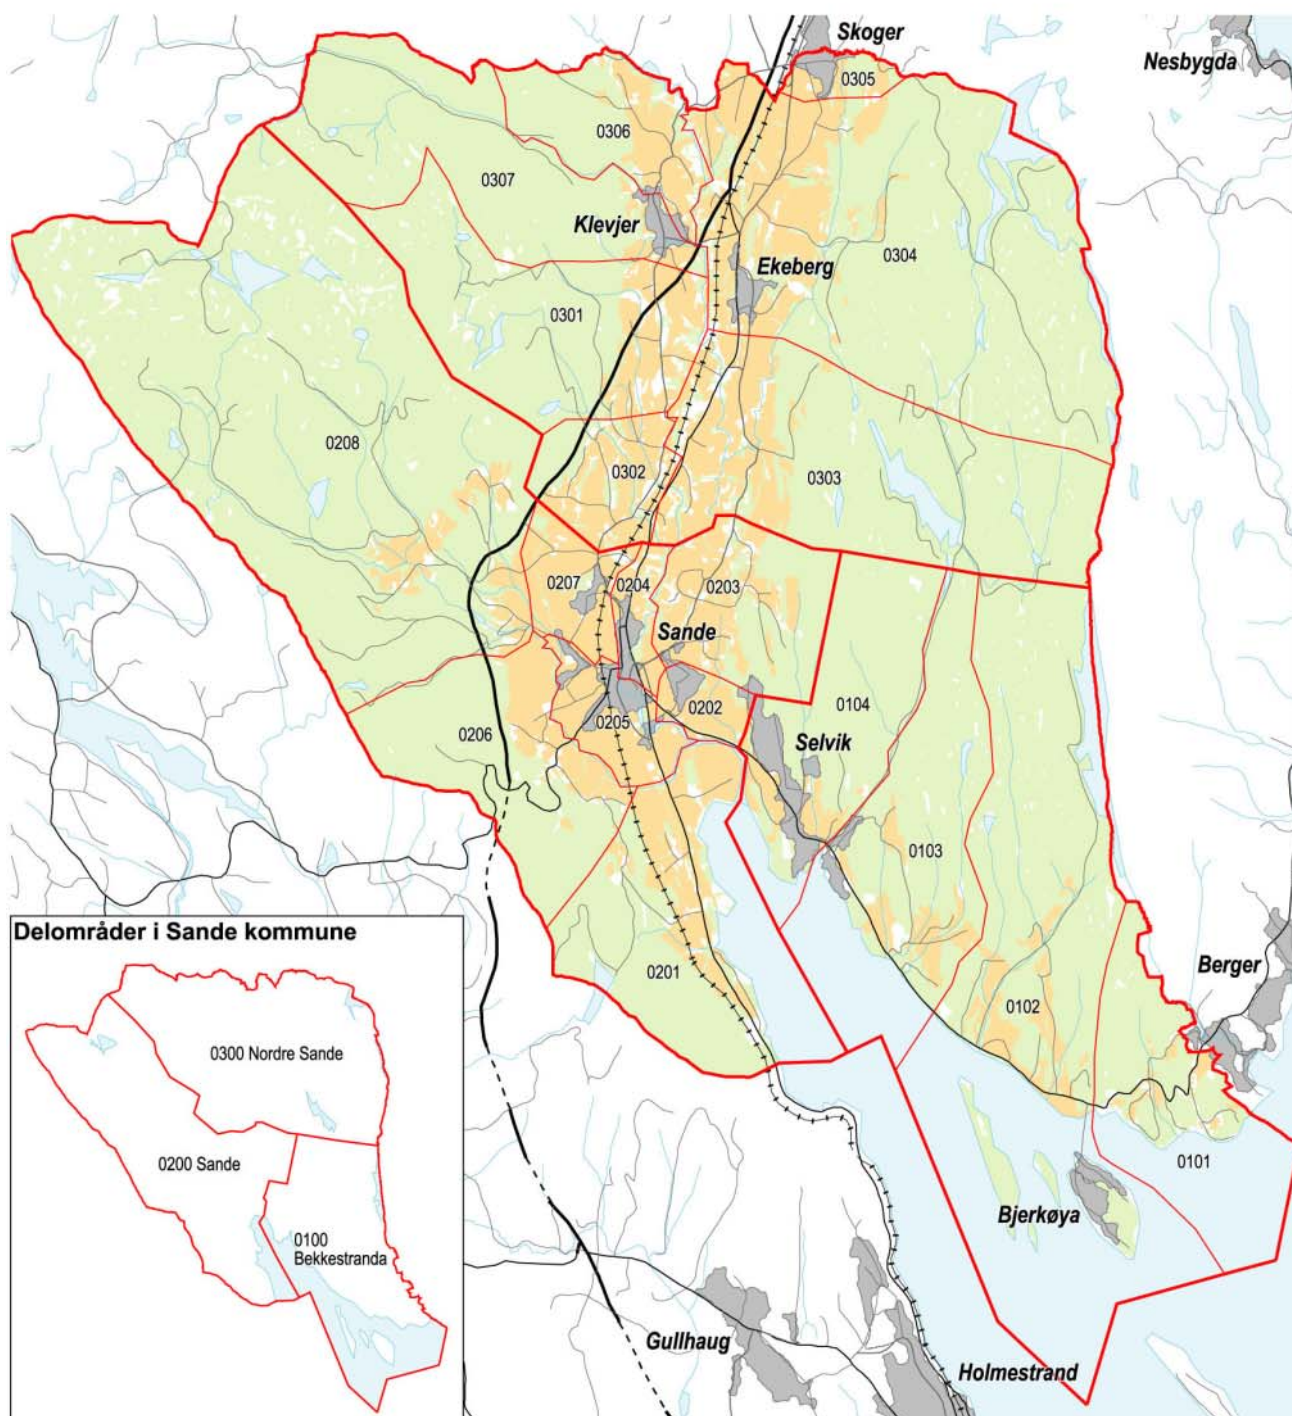 Skoger
Nesbygda
0305
0306
0307
Klevjer
0304
Ekeberg
0301
0208
0302
0303
0207
0204
0203
Sande
0104
0202
0205
0206
Selvik
0103
Delområder i Sande kommune
0201
Berger
0102
0300 Nordre Sande
0200 Sande
0101
Bjerkøya
0100
Bekkestranda
Gullhaug
Holmestrand